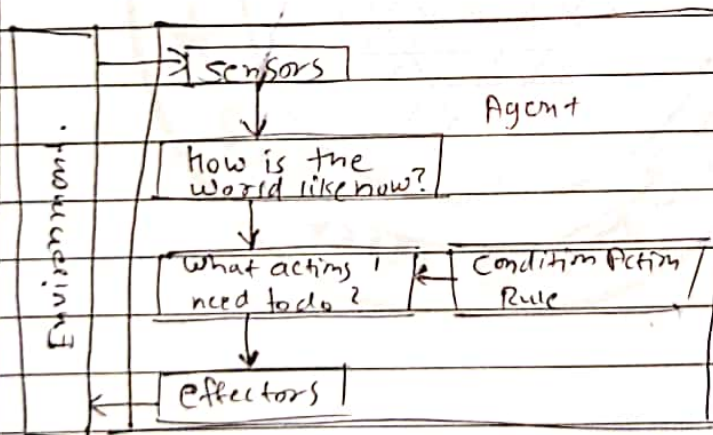 Environment
sensors
Agent
How is the
world like now?
What actions I
need to do?
Condition Action
Rule
effectors